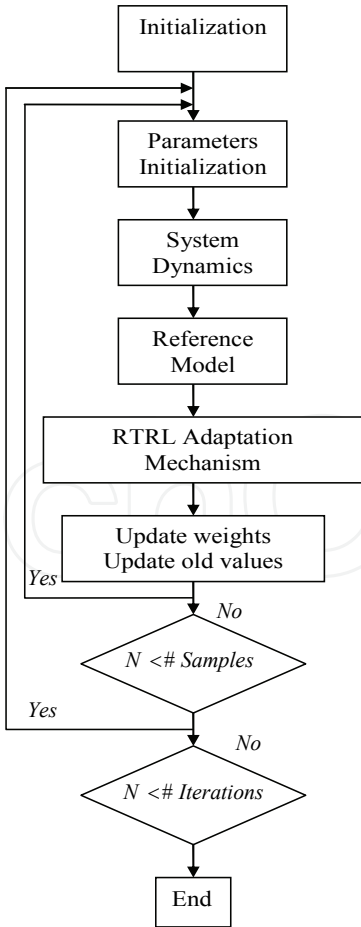 Initialization
Parameters
Initialization
System
Dynamics
Reference
Model
RTRL Adaptation
Mechanism
Update weights
Update old values
Yes
No
N <# Samples
Yes
No
N <# Iterations
End